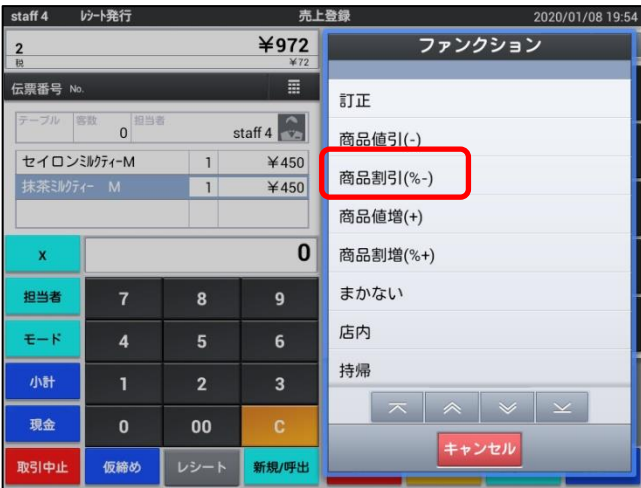 staff 4 ﾚｼｰﾄ発行 売上登録 2020/01/08 19:54
2 ¥972
税 ¥72
伝票番号 No.
テーブル 客数 0 担当者 staff 4
セイロンﾐﾙｸﾃｨｰM 1 ¥450
抹茶ﾐﾙｸﾃｨｰ M 1 ¥450
0
X
担当者 7 8 9
モード 4 5 6
小計 1 2 3
現金 0 00 C
取引中止 仮締め レシート 新規/呼出
ファンクション
訂正
商品値引(-)
商品割引(%-)
商品値増(+)
商品割増(%+)
まかない
店内
持帰
キャンセル